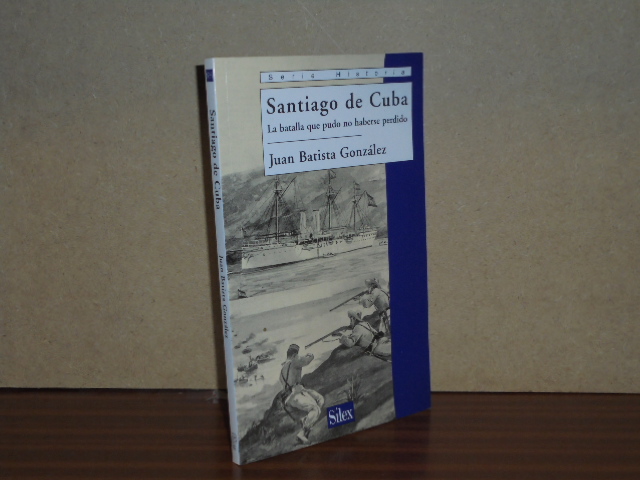 Serie Historia
Santiago de Cuba
La batalla que pudo no haberse perdido
Juan Batista González
Sílex
Santiago de Cuba
Juan Batista González